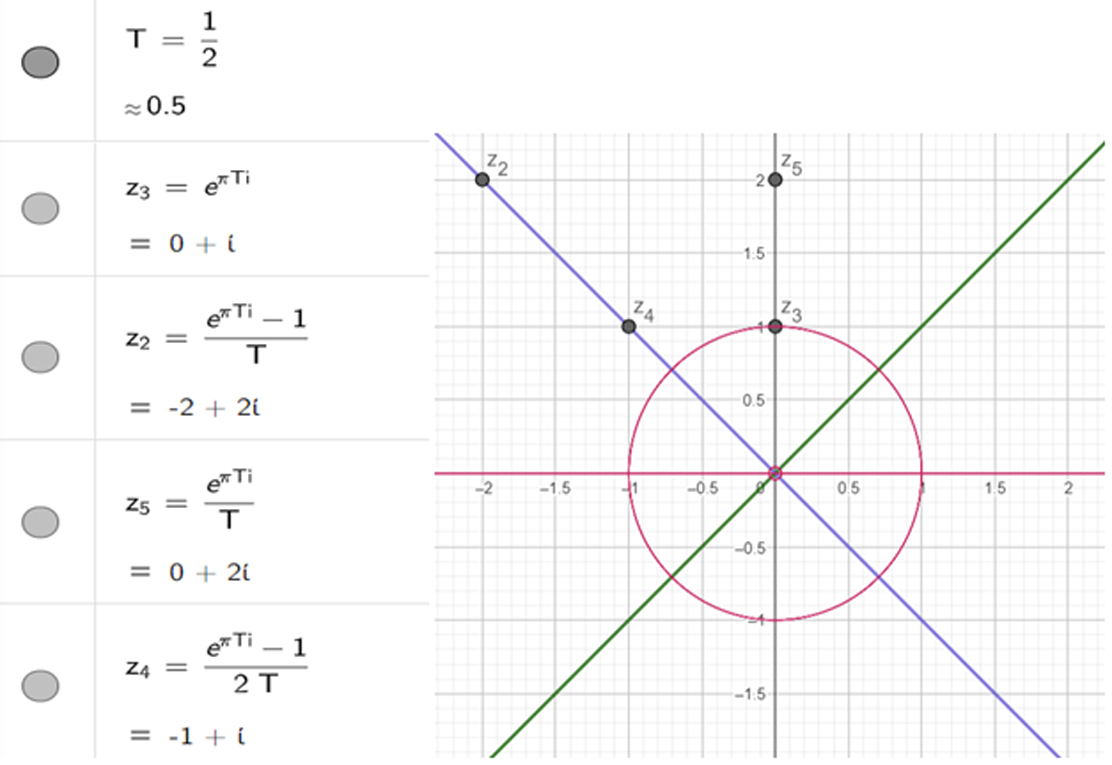 T = 1/2
≈ 0.5
z₃ = e^πTi
= 0 + i
z₂ = (e^πTi − 1)/T
= -2 + 2i
z₅ = e^πTi/T
= 0 + 2i
z₄ = (e^πTi − 1)/(2 T)
= -1 + i
z₂
2 z₅
1.5
z₄ 1 z₃
0.5
−2 −1.5 −1 −0.5 0 0.5 1 1.5 2
−0.5
−1
−1.5